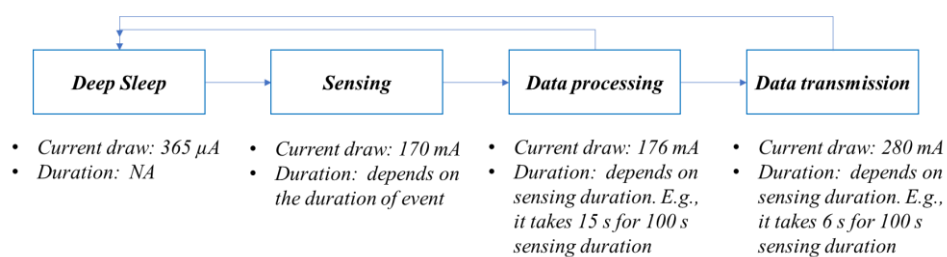 Deep Sleep
Sensing
Data processing
Data transmission
• Current draw: 365 µA
• Duration: NA
• Current draw: 170 mA
• Duration: depends on
the duration of event
• Current draw: 176 mA
• Duration: depends on
sensing duration. E.g.,
it takes 15 s for 100 s
sensing duration
• Current draw: 280 mA
• Duration: depends on
sensing duration. E.g.,
it takes 6 s for 100 s
sensing duration